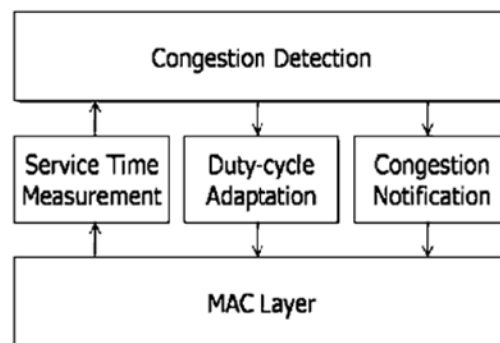 Congestion Detection
Service Time
Measurement
Duty-cycle
Adaptation
Congestion
Notification
MAC Layer